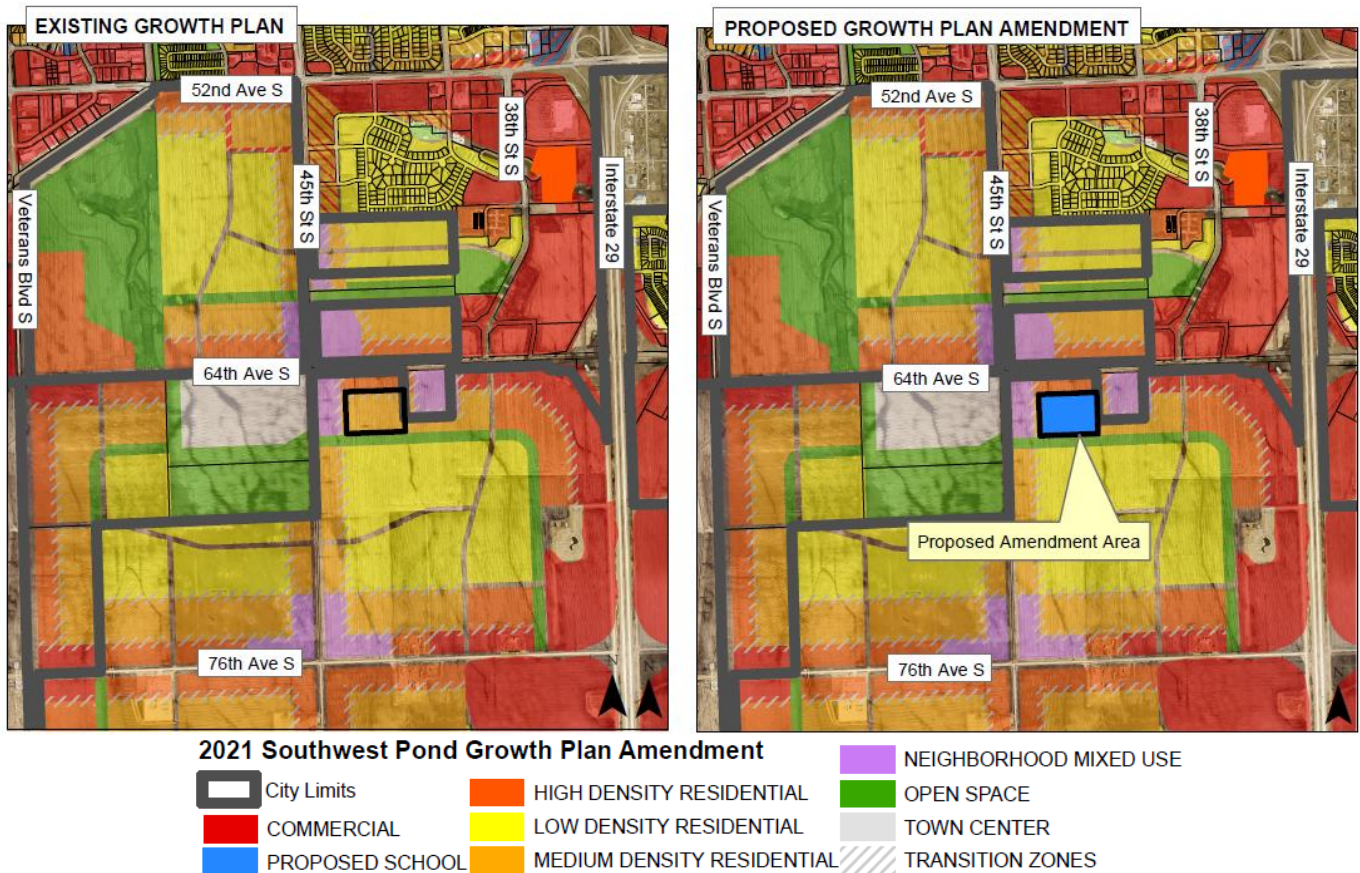 EXISTING GROWTH PLAN
52nd Ave S
38th St S
45th St S
Interstate 29
Veterans Blvd S
64th Ave S
76th Ave S
N
N
PROPOSED GROWTH PLAN AMENDMENT
52nd Ave S
38th St S
45th St S
Interstate 29
Veterans Blvd S
64th Ave S
Proposed Amendment Area
76th Ave S
N
2021 Southwest Pond Growth Plan Amendment
City Limits
COMMERCIAL
PROPOSED SCHOOL
HIGH DENSITY RESIDENTIAL
LOW DENSITY RESIDENTIAL
MEDIUM DENSITY RESIDENTIAL
NEIGHBORHOOD MIXED USE
OPEN SPACE
TOWN CENTER
TRANSITION ZONES